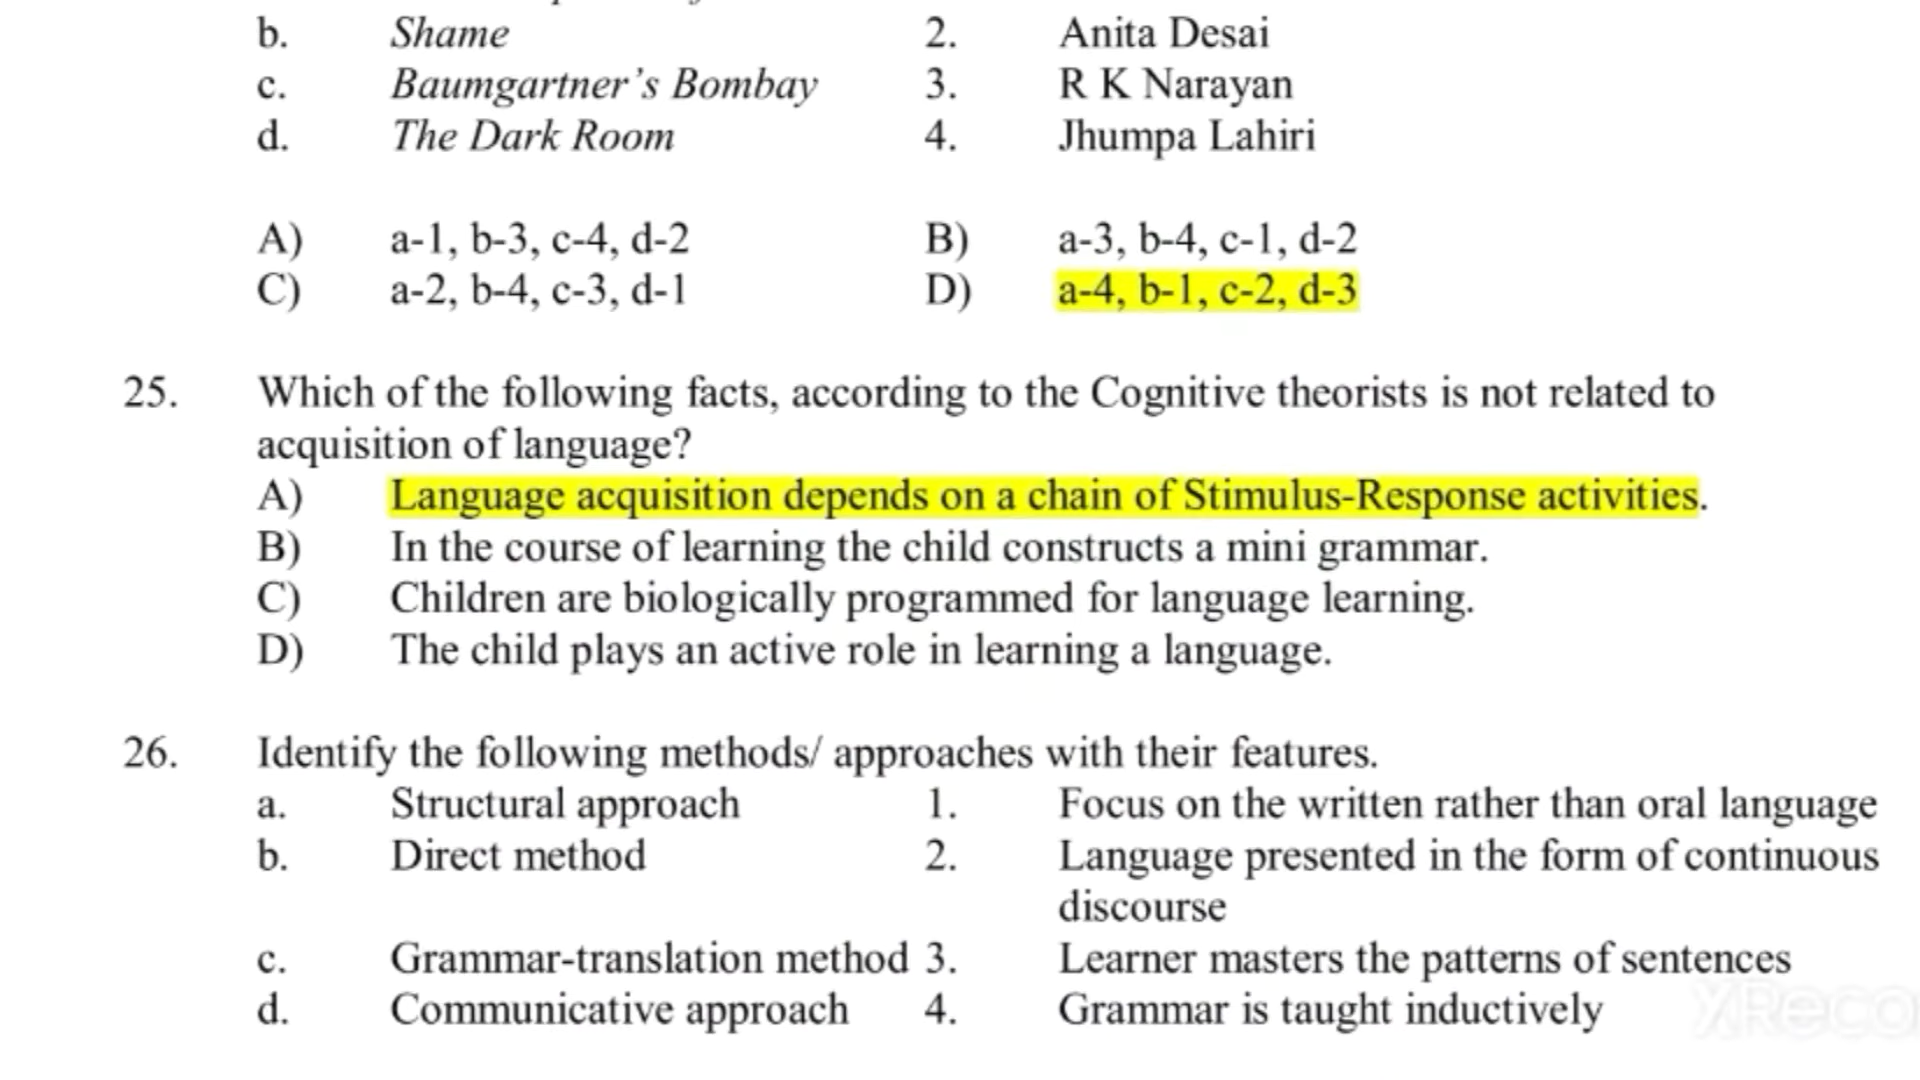 b. Shame 2. Anita Desai
c. Baumgartner's Bombay 3. R K Narayan
d. The Dark Room 4. Jhumpa Lahiri
A) a-1, b-3, c-4, d-2 B) a-3, b-4, c-1, d-2
C) a-2, b-4, c-3, d-1 D) a-4, b-1, c-2, d-3
25. Which of the following facts, according to the Cognitive theorists is not related to
acquisition of language?
A) Language acquisition depends on a chain of Stimulus-Response activities.
B) In the course of learning the child constructs a mini grammar.
C) Children are biologically programmed for language learning.
D) The child plays an active role in learning a language.
26. Identify the following methods/ approaches with their features.
a. Structural approach 1. Focus on the written rather than oral language
b. Direct method 2. Language presented in the form of continuous
discourse
c. Grammar-translation method 3. Learner masters the patterns of sentences
d. Communicative approach 4. Grammar is taught inductively